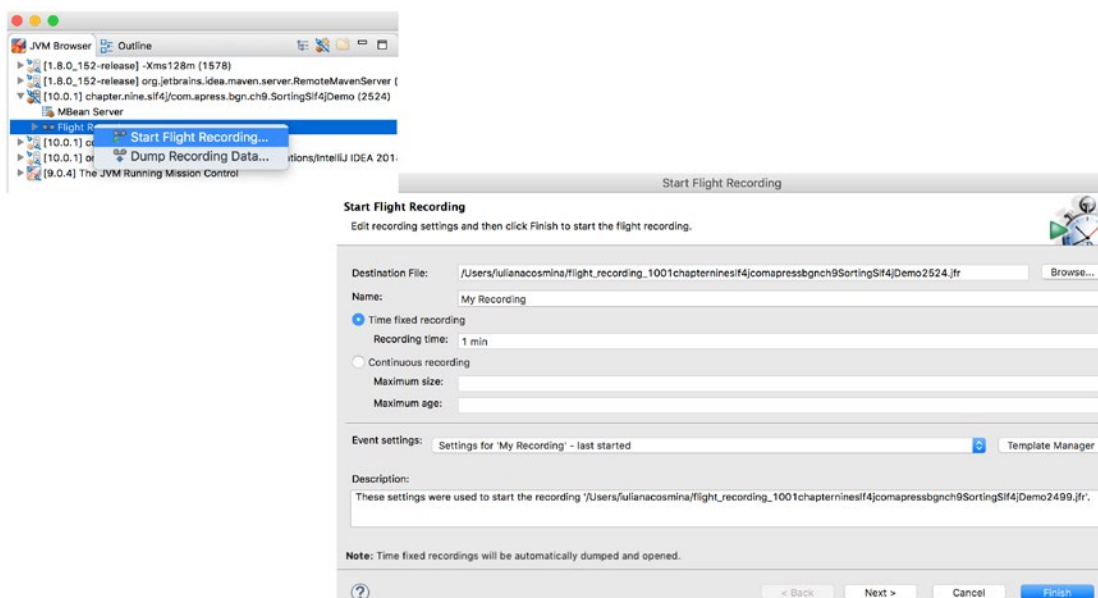 JVM Browser Outline
[1.8.0_152-release] -Xms128m (1578)
[1.8.0_152-release] org.jetbrains.idea.maven.server.RemoteMavenServer (
[10.0.1] chapter.nine.slf4j/com.apress.bgn.ch9.SortingSlf4jDemo (2524)
MBean Server
Flight R
Start Flight Recording...
[10.0.1] c
Dump Recording Data...
[10.0.1] or
tions/IntelliJ IDEA 201
[9.0.4] The JVM Running Mission Control
Start Flight Recording
Start Flight Recording
Edit recording settings and then click Finish to start the flight recording.
Destination File: /Users/iulianacosmina/flight_recording_1001chapternineslf4jcomapressbgnch9SortingSlf4jDemo2524.jfr Browse...
Name: My Recording
Time fixed recording
Recording time: 1 min
Continuous recording
Maximum size:
Maximum age:
Event settings: Settings for 'My Recording' - last started Template Manager
Description:
These settings were used to start the recording '/Users/iulianacosmina/flight_recording_1001chapternineslf4jcomapressbgnch9SortingSlf4jDemo2499.jfr'.
Note: Time fixed recordings will be automatically dumped and opened.
? < Back Next > Cancel Finish